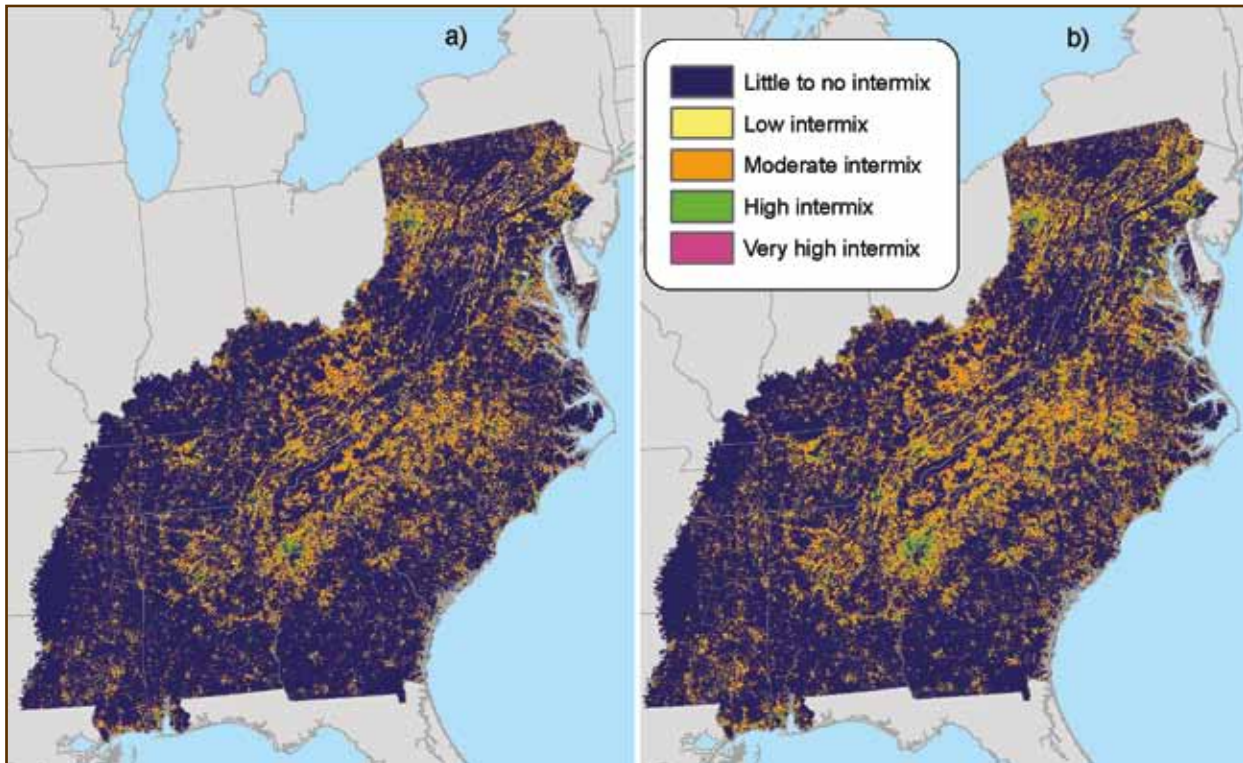 a)
b)
Little to no intermix
Low intermix
Moderate intermix
High intermix
Very high intermix